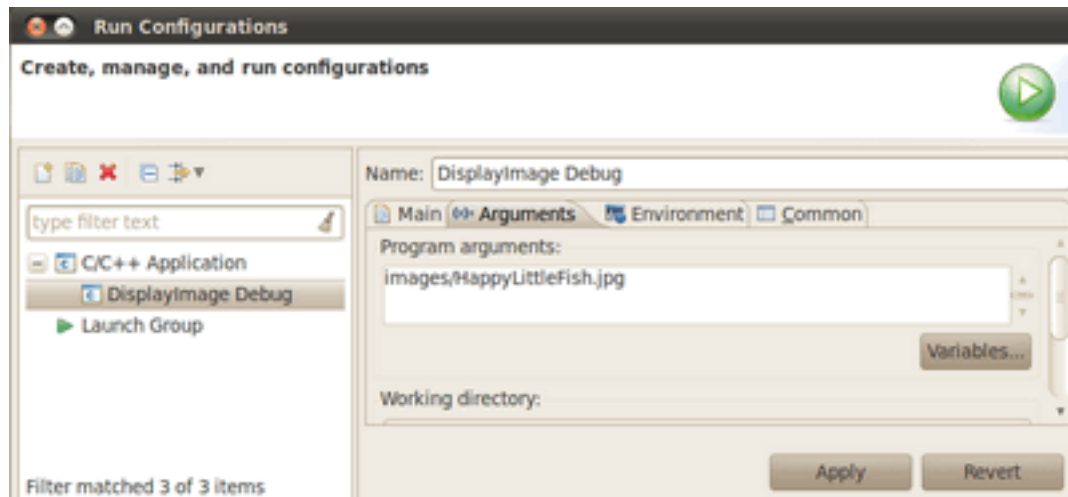 Run Configurations
Create, manage, and run configurations
type filter text
C/C++ Application
DisplayImage Debug
Launch Group
Filter matched 3 of 3 items
Name: DisplayImage Debug
Main Arguments Environment Common
Program arguments:
images/HappyLittleFish.jpg
Variables...
Working directory:
Apply Revert